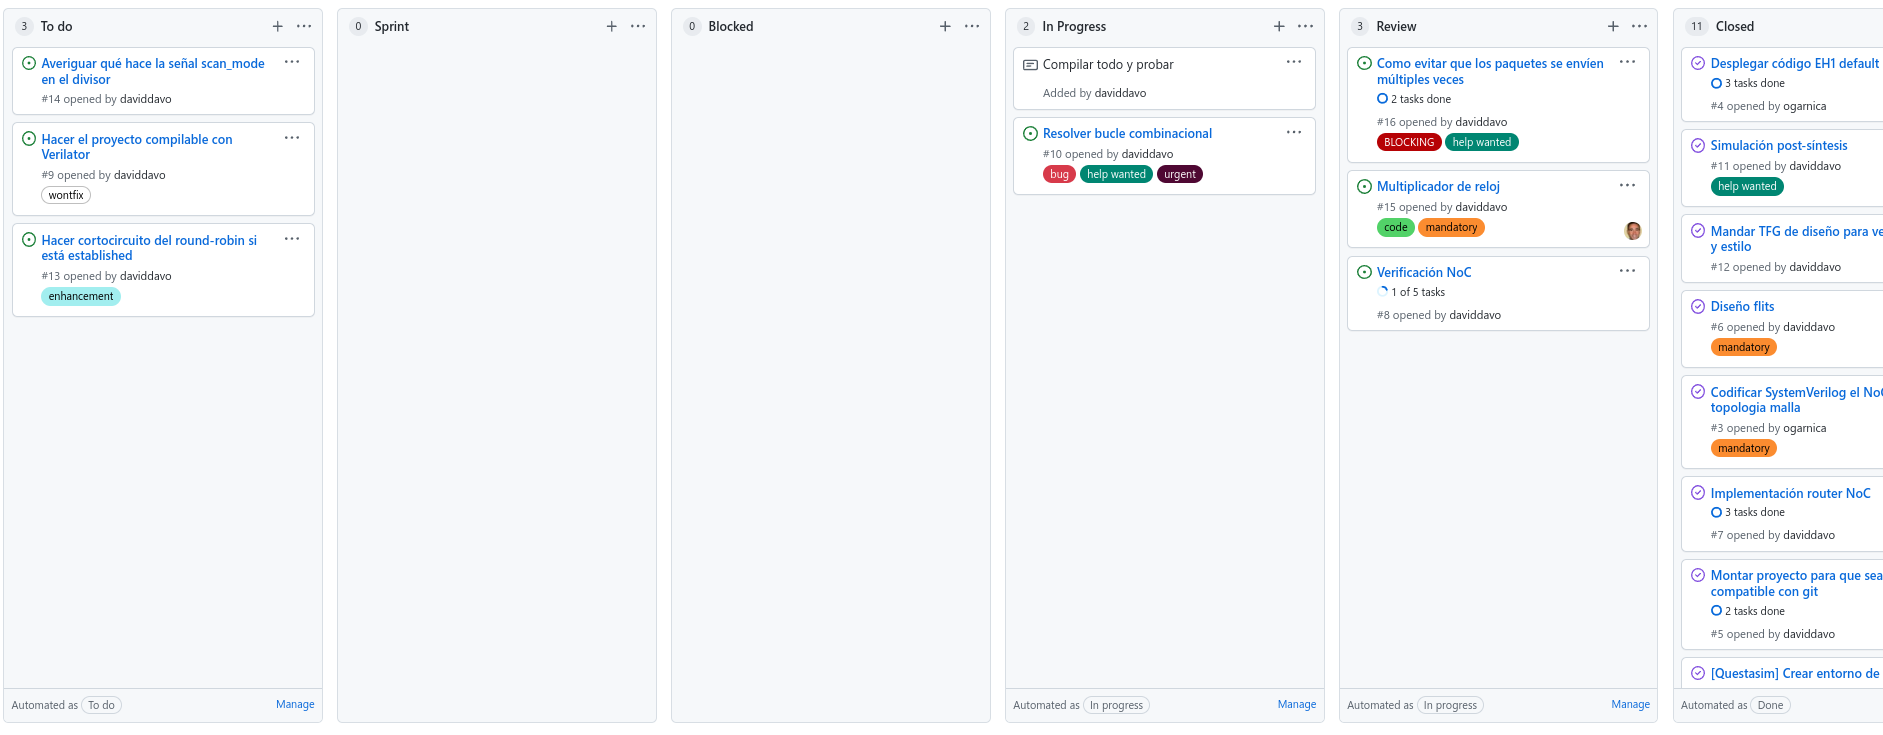 3 To do
Averiguar qué hace la señal scan_mode
en el divisor
#14 opened by daviddavo
Hacer el proyecto compilable con
Verilator
#9 opened by daviddavo
wontfix
Hacer cortocircuito del round-robin si
está established
#13 opened by daviddavo
enhancement
Automated as To do Manage
0 Sprint
0 Blocked
2 In Progress
Compilar todo y probar
Added by daviddavo
Resolver bucle combinacional
#10 opened by daviddavo
bug help wanted urgent
Automated as In progress Manage
3 Review
Como evitar que los paquetes se envíen
múltiples veces
2 tasks done
#16 opened by daviddavo
BLOCKING help wanted
Multiplicador de reloj
#15 opened by daviddavo
code mandatory
Verificación NoC
1 of 5 tasks
#8 opened by daviddavo
Automated as In progress Manage
11 Closed
Desplegar código EH1 default
3 tasks done
#4 opened by ogarnica
Simulación post-síntesis
#11 opened by daviddavo
help wanted
Mandar TFG de diseño para ve
y estilo
#12 opened by daviddavo
Diseño flits
#6 opened by daviddavo
mandatory
Codificar SystemVerilog el NoC
topologia malla
#3 opened by ogarnica
mandatory
Implementación router NoC
3 tasks done
#7 opened by daviddavo
Montar proyecto para que sea
compatible con git
2 tasks done
#5 opened by daviddavo
[Questasim] Crear entorno de
Automated as Done